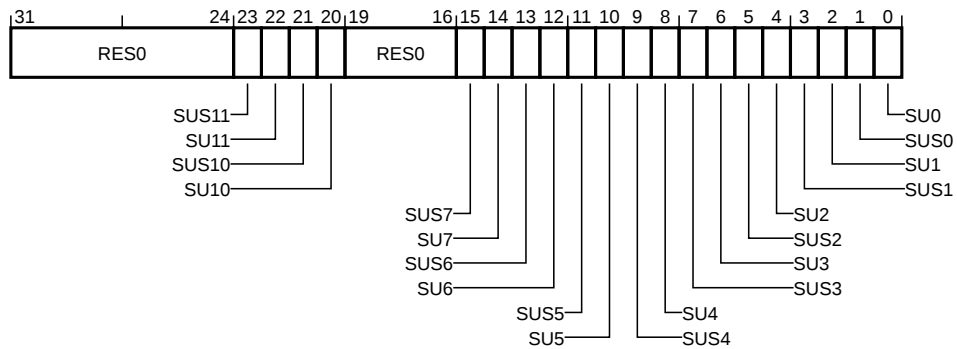 31 24 23 22 21 20 19 16 15 14 13 12 11 10 9 8 7 6 5 4 3 2 1 0
RES0 RES0
SUS11 SU0
SU11 SUS0
SUS10 SU1
SU10 SUS1
SUS7 SU2
SU7 SUS2
SUS6 SU3
SU6 SUS3
SUS5 SU4
SU5 SUS4